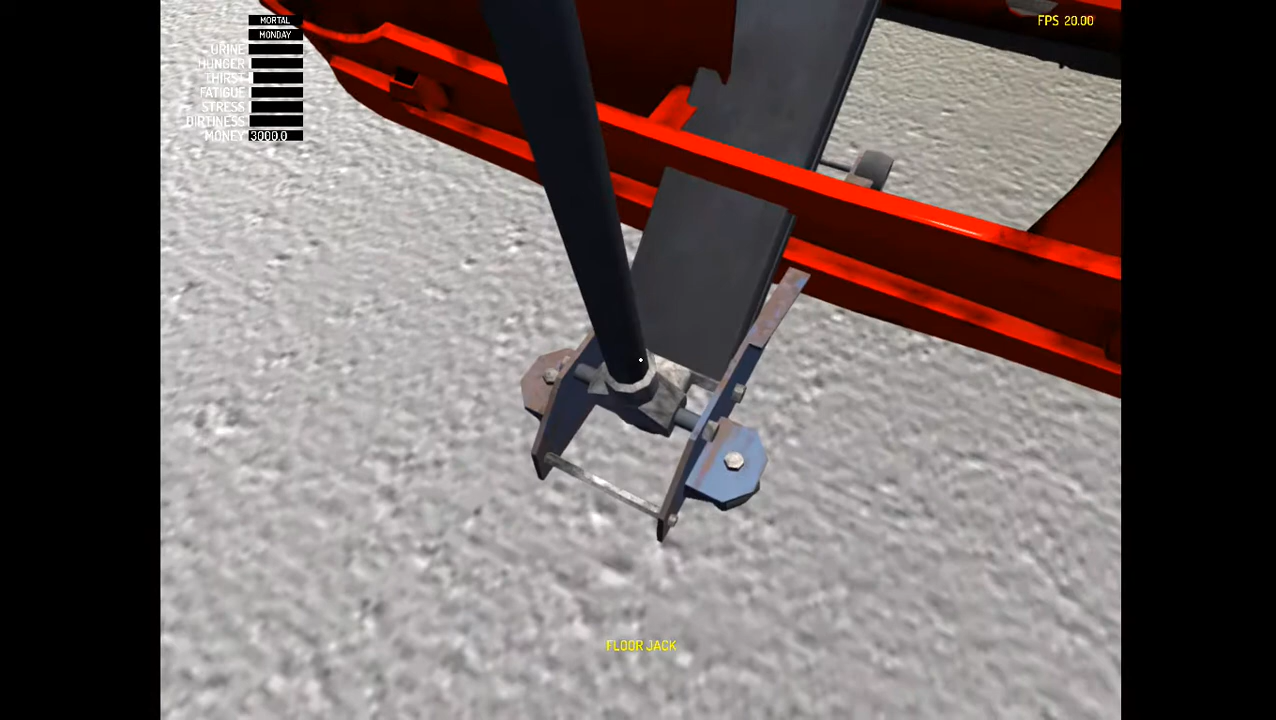 MORTAL
MONDAY
URINE
HUNGER
THIRST
FATIGUE
STRESS
DIRTINESS
MONEY 3000.0
FPS 20.00
FLOOR JACK